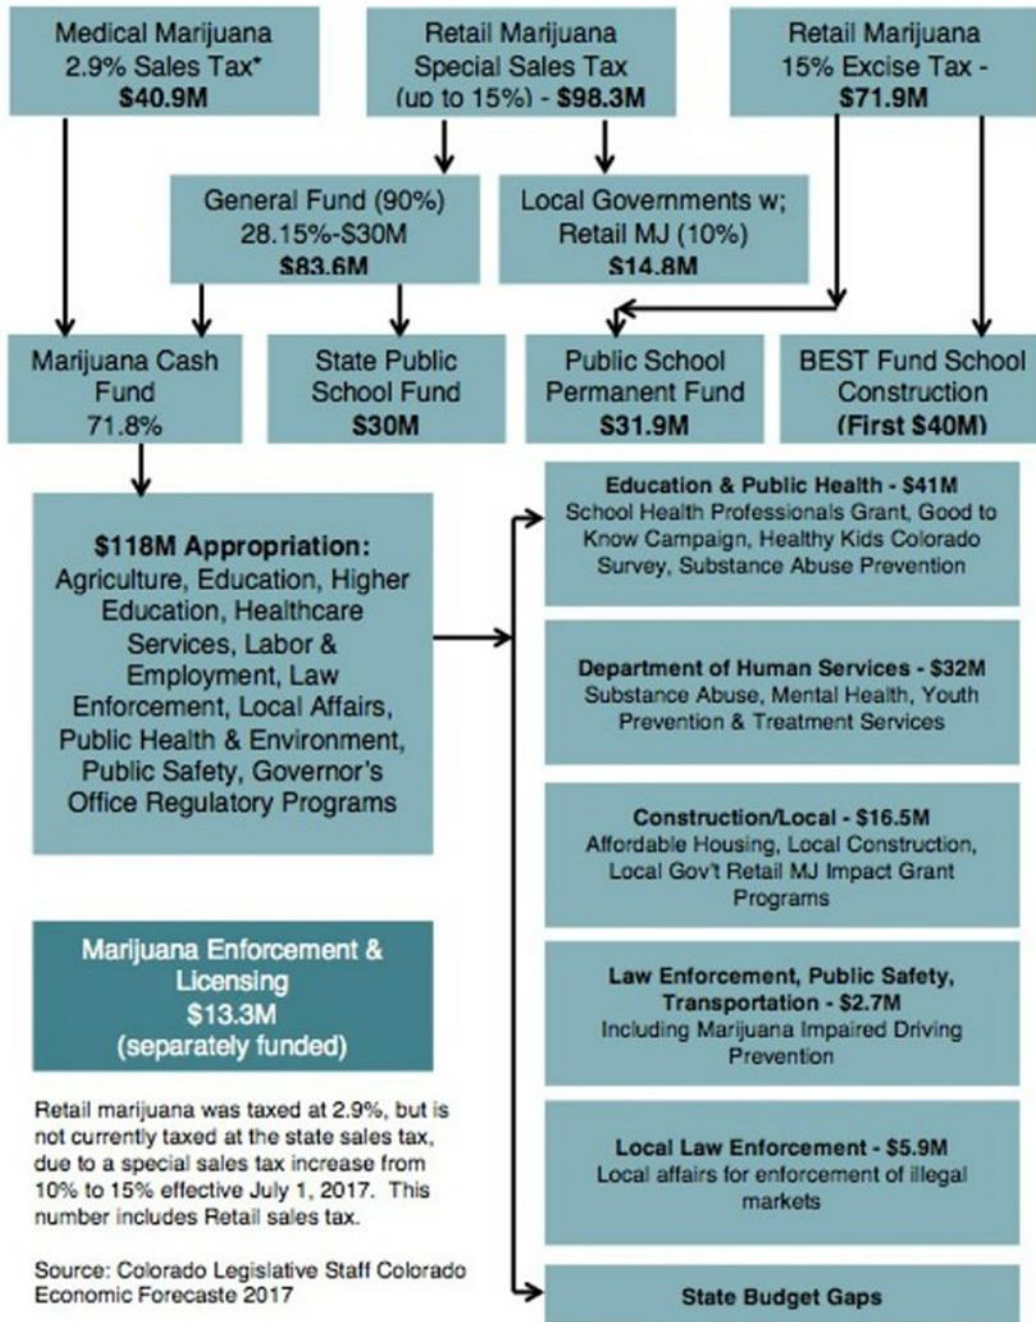 Medical Marijuana
2.9% Sales Tax*
$40.9M
Retail Marijuana
Special Sales Tax
(up to 15%) - $98.3M
Retail Marijuana
15% Excise Tax -
$71.9M
General Fund (90%)
28.15%-$30M
$83.6M
Local Governments w;
Retail MJ (10%)
$14.8M
Marijuana Cash
Fund
71.8%
State Public
School Fund
$30M
Public School
Permanent Fund
$31.9M
BEST Fund School
Construction
(First $40M)
$118M Appropriation:
Agriculture, Education, Higher
Education, Healthcare
Services, Labor &
Employment, Law
Enforcement, Local Affairs,
Public Health & Environment,
Public Safety, Governor's
Office Regulatory Programs
Education & Public Health - $41M
School Health Professionals Grant, Good to
Know Campaign, Healthy Kids Colorado
Survey, Substance Abuse Prevention
Department of Human Services - $32M
Substance Abuse, Mental Health, Youth
Prevention & Treatment Services
Construction/Local - $16.5M
Affordable Housing, Local Construction,
Local Gov't Retail MJ Impact Grant
Programs
Law Enforcement, Public Safety,
Transportation - $2.7M
Including Marijuana Impaired Driving
Prevention
Local Law Enforcement - $5.9M
Local affairs for enforcement of illegal
markets
State Budget Gaps
Marijuana Enforcement &
Licensing
$13.3M
(separately funded)
Retail marijuana was taxed at 2.9%, but is
not currently taxed at the state sales tax,
due to a special sales tax increase from
10% to 15% effective July 1, 2017. This
number includes Retail sales tax.
Source: Colorado Legislative Staff Colorado
Economic Forecaste 2017